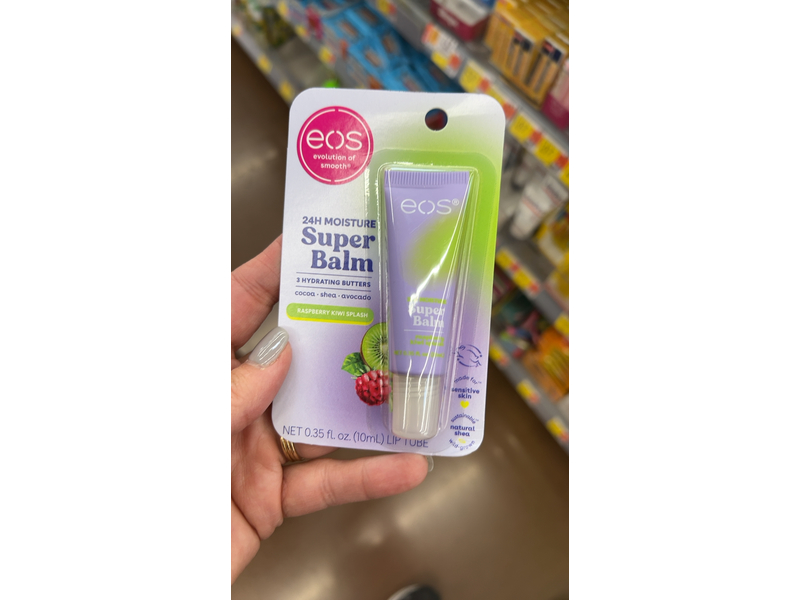 eos
evolution of
smooth®
24H MOISTURE
Super
Balm
3 HYDRATING BUTTERS
cocoa • shea • avocado
RASPBERRY KIWI SPLASH
NET 0.35 fl. oz. (10mL) LIP TUBE
eos®
Super
Balm
sensitive
skin
natural
shea